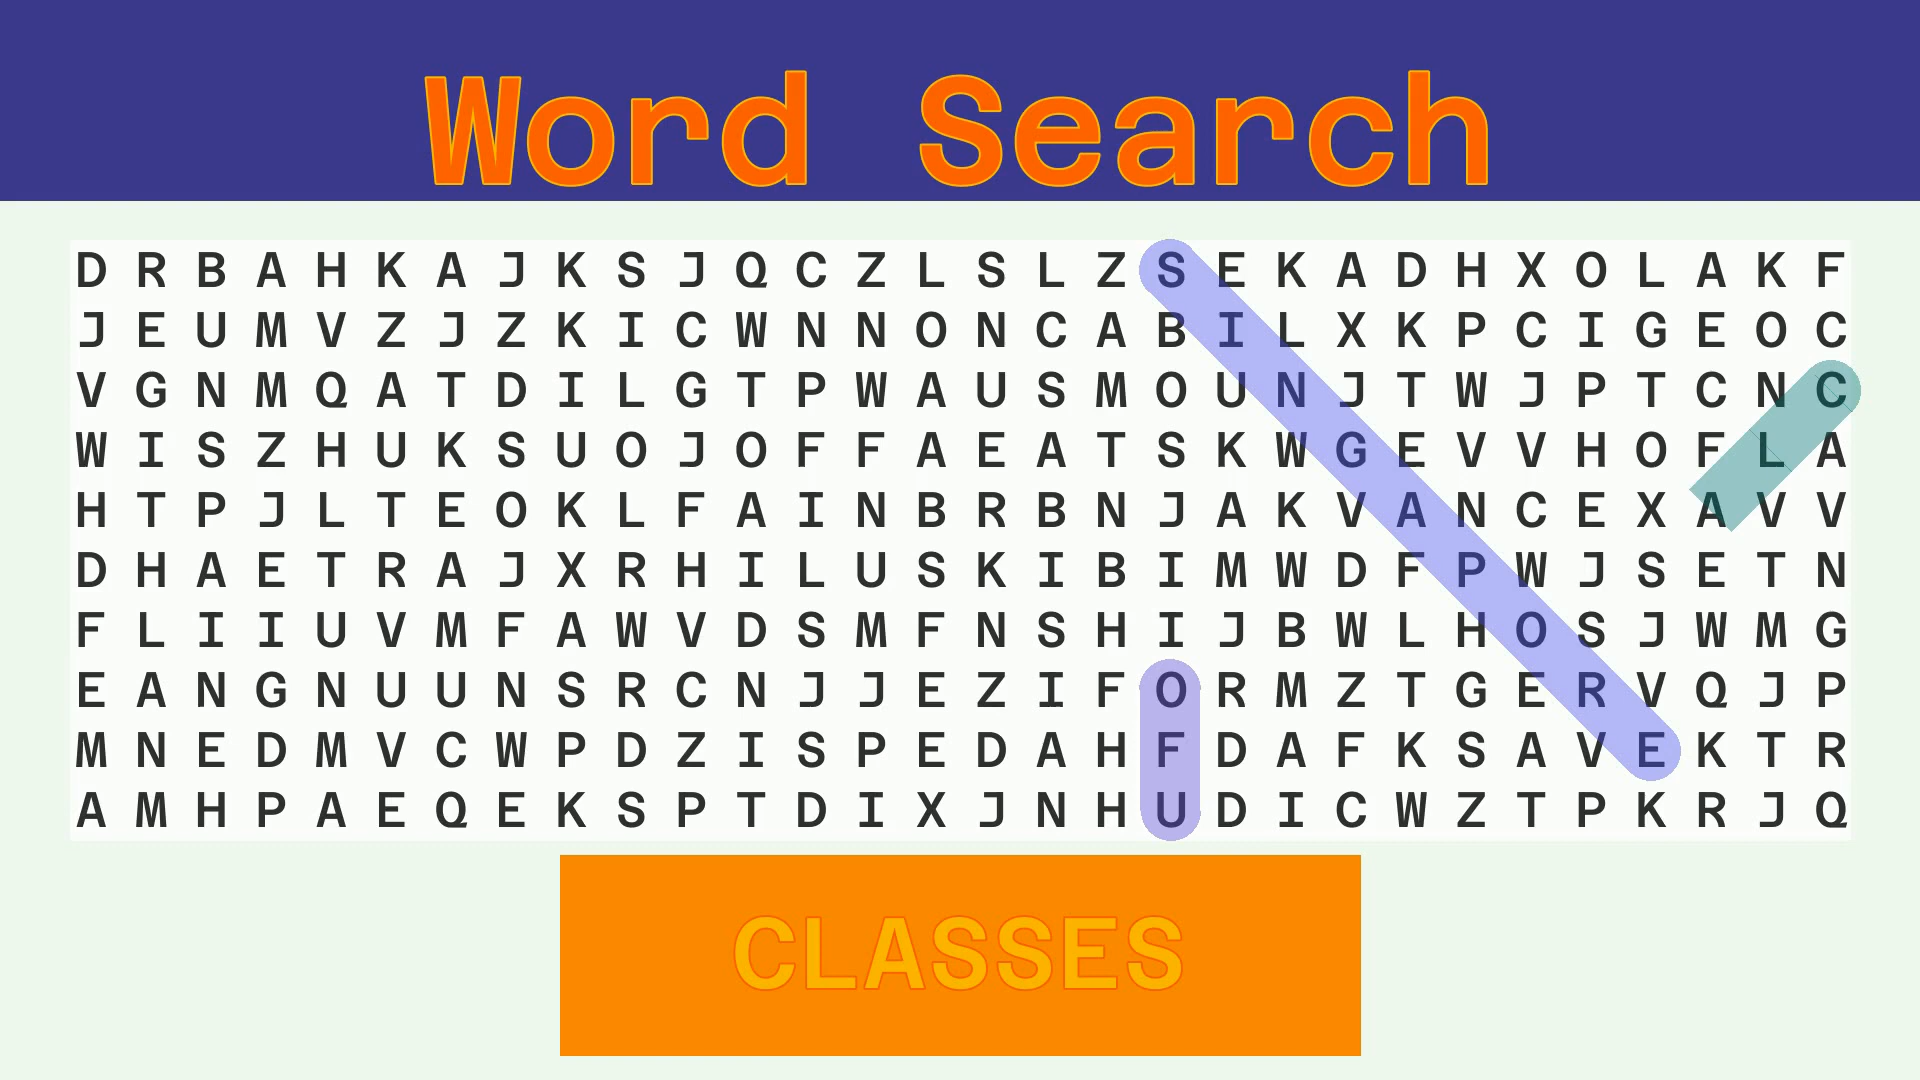 Word Search
D R B A H K A J K S J Q C Z L S L Z S E K A D H X O L A K F
J E U M V Z J Z K I C W N N O N C A B I L X K P C I G E O C
V G N M Q A T D I L G T P W A U S M O U N J T W J P T C N C
W I S Z H U K S U O J O F F A E A T S K W G E V V H O F L A
H T P J L T E O K L F A I N B R B N J A K V A N C E X A V V
D H A E T R A J X R H I L U S K I B I M W D F P W J S E T N
F L I I U V M F A W V D S M F N S H I J B W L H O S J W M G
E A N G N U U N S R C N J J E Z I F O R M Z T G E R V Q J P
M N E D M V C W P D Z I S P E D A H F D A F K S A V E K T R
A M H P A E Q E K S P T D I X J N H U D I C W Z T P K R J Q
CLASSES